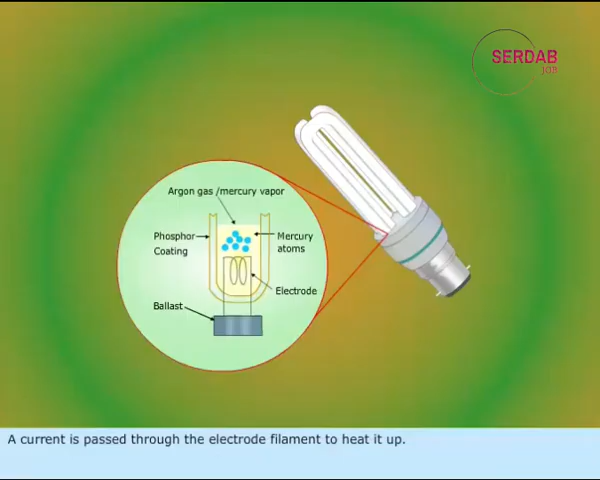 SERDAB
JOB
Argon gas /mercury vapor
Phosphor
Coating
Mercury
atoms
Electrode
Ballast
A current is passed through the electrode filament to heat it up.